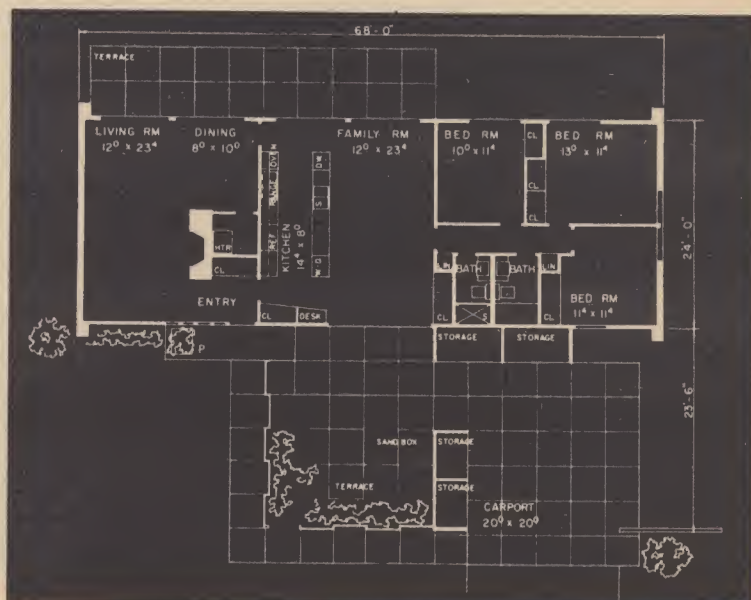 68'-0"
TERRACE
LIVING RM
12⁰ x 23⁴
DINING
8⁰ x 10⁰
FAMILY RM
12⁰ x 23⁴
BED RM
10⁰ x 11⁴
CL
BED RM
13⁰ x 11⁴
CL
CL
OVEN
RANGE
REF
KITCHEN
14⁴ x 8⁰
D W
S
W D
HTR
CL
ENTRY
CL
DESK
LIN
BATH
BATH
LIN
CL
S
CL
BED RM
11⁴ x 11⁴
24'-0"
STORAGE
STORAGE
P
SAND BOX
STORAGE
TERRACE
STORAGE
CARPORT
20⁰ x 20⁰
23'-6"